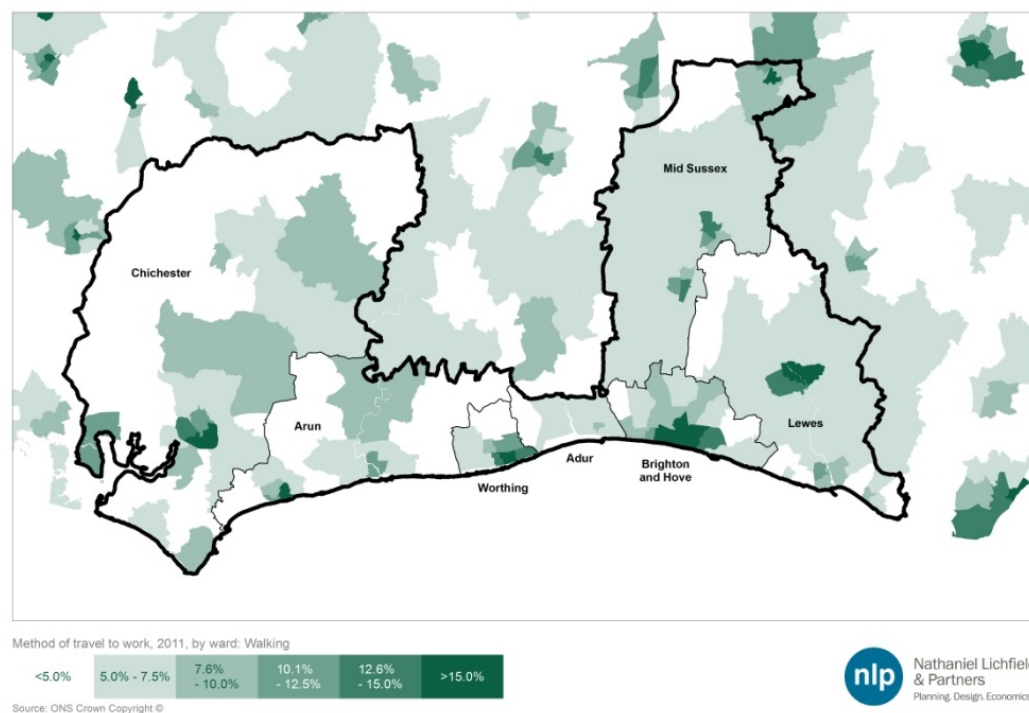 Mid Sussex
Chichester
Arun
Lewes
Adur
Brighton
and Hove
Worthing
Method of travel to work, 2011, by ward: Walking
<5.0%
5.0% - 7.5%
7.6%
- 10.0%
10.1%
- 12.5%
12.6%
- 15.0%
>15.0%
Source: ONS Crown Copyright ©
nlp
Nathaniel Lichfield
& Partners
Planning. Design. Economics